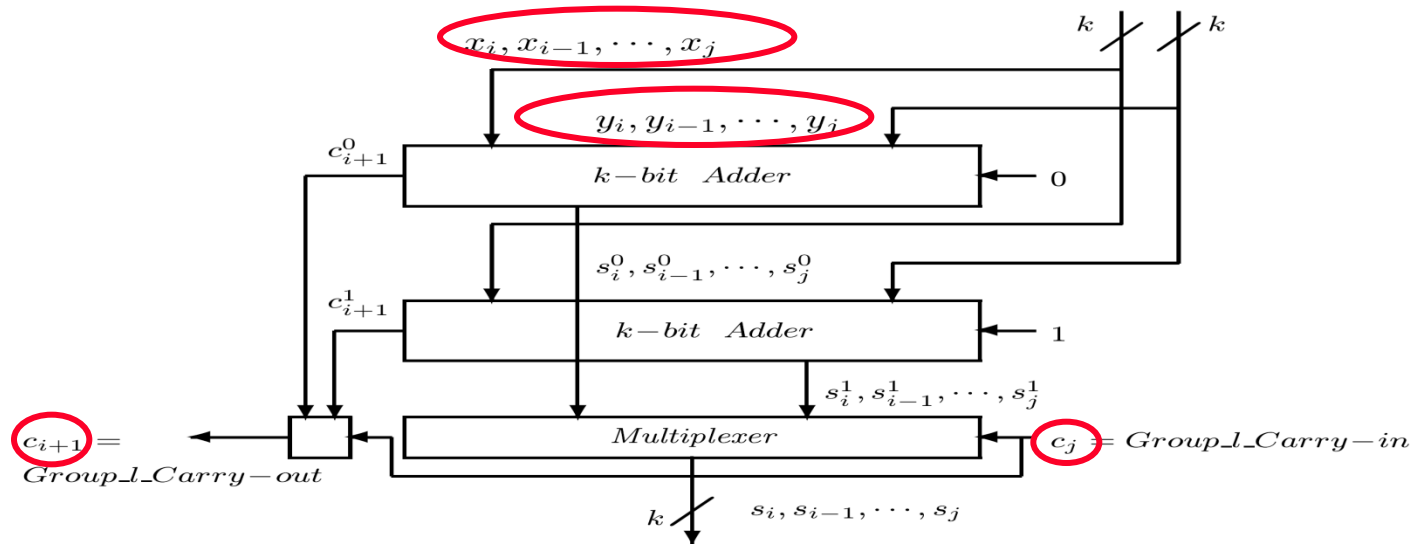 k k
x_i, x_{i-1}, ⋯, x_j
y_i, y_{i-1}, ⋯, y_j
c^0_{i+1}
k-bit Adder
0
s^0_i, s^0_{i-1}, ⋯, s^0_j
c^1_{i+1}
k-bit Adder
1
s^1_i, s^1_{i-1}, ⋯, s^1_j
c_{i+1} =
Multiplexer
c_j = Group_l_Carry-in
Group_l_Carry-out
k
s_i, s_{i-1}, ⋯, s_j